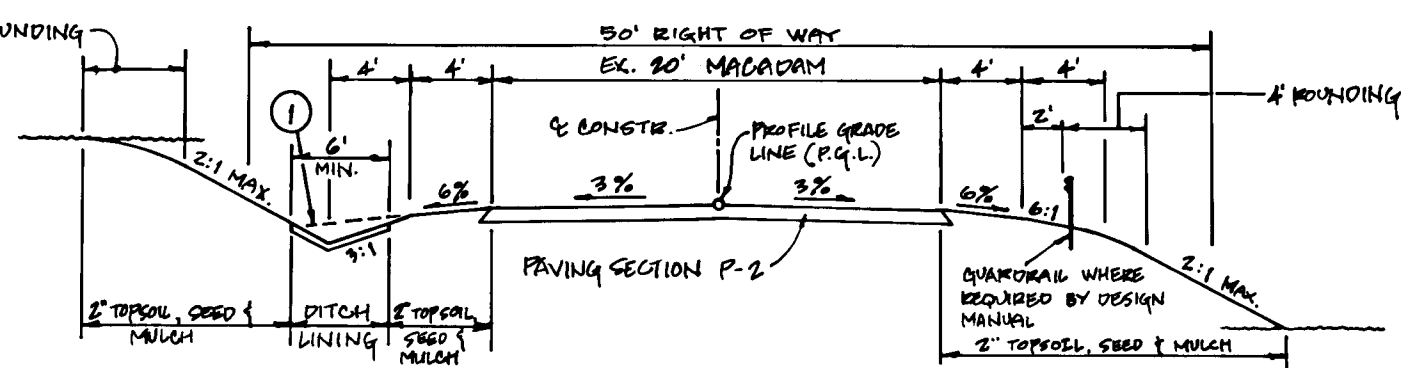 50' RIGHT OF WAY
4' 4' EX. 20' MACADAM 4' 4'
4' ROUNDING
2'
1
6'
MIN.
℄ CONSTR.
PROFILE GRADE
LINE (P.G.L.)
2:1 MAX.
6% 3% 3% 6%
6:1
3:1
PAVING SECTION P-2
GUARDRAIL WHERE
REQUIRED BY DESIGN
MANUAL
2:1 MAX.
2" TOPSOIL, SEED &
MULCH
DITCH
LINING
2" TOPSOIL,
SEED &
MULCH
2" TOPSOIL, SEED & MULCH